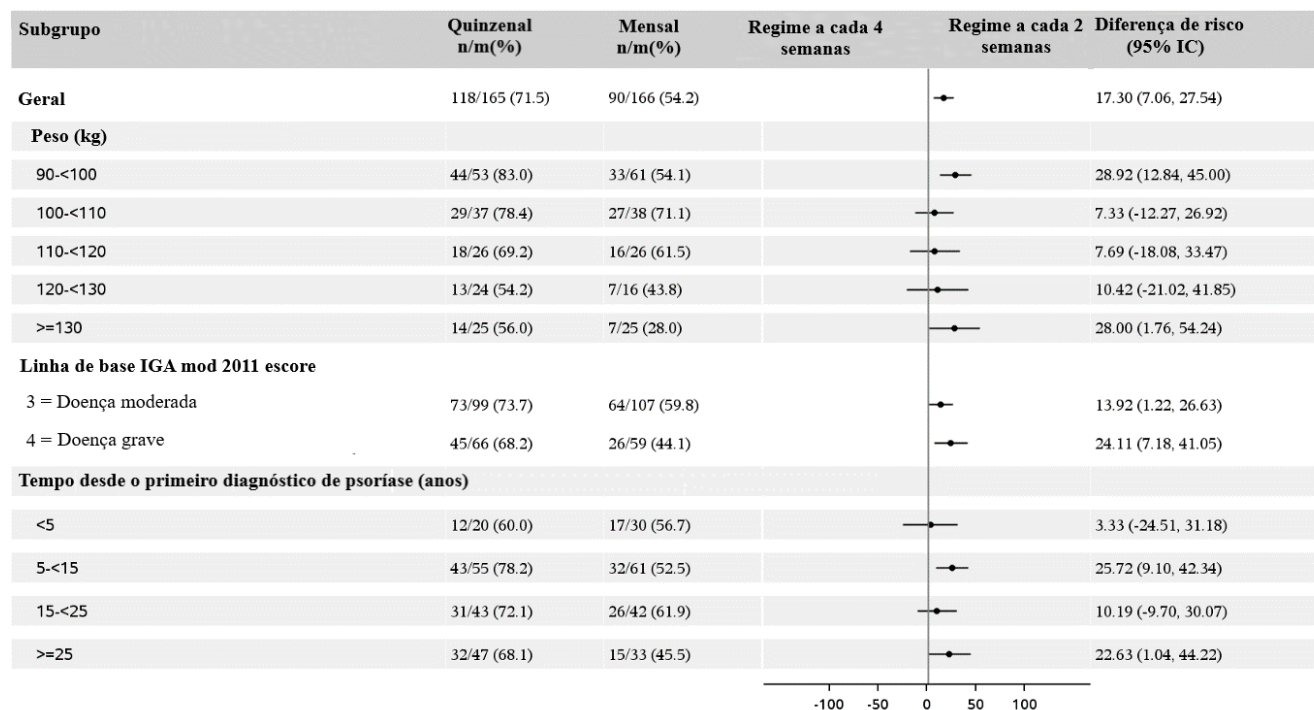 Subgrupo Quinzenal Mensal Regime a cada 4 Regime a cada 2 Diferença de risco
n/m(%) n/m(%) semanas semanas (95% IC)
Geral 118/165 (71.5) 90/166 (54.2) 17.30 (7.06, 27.54)
Peso (kg)
90-<100 44/53 (83.0) 33/61 (54.1) 28.92 (12.84, 45.00)
100-<110 29/37 (78.4) 27/38 (71.1) 7.33 (-12.27, 26.92)
110-<120 18/26 (69.2) 16/26 (61.5) 7.69 (-18.08, 33.47)
120-<130 13/24 (54.2) 7/16 (43.8) 10.42 (-21.02, 41.85)
>=130 14/25 (56.0) 7/25 (28.0) 28.00 (1.76, 54.24)
Linha de base IGA mod 2011 escore
3 = Doença moderada 73/99 (73.7) 64/107 (59.8) 13.92 (1.22, 26.63)
4 = Doença grave 45/66 (68.2) 26/59 (44.1) 24.11 (7.18, 41.05)
Tempo desde o primeiro diagnóstico de psoríase (anos)
<5 12/20 (60.0) 17/30 (56.7) 3.33 (-24.51, 31.18)
5-<15 43/55 (78.2) 32/61 (52.5) 25.72 (9.10, 42.34)
15-<25 31/43 (72.1) 26/42 (61.9) 10.19 (-9.70, 30.07)
>=25 32/47 (68.1) 15/33 (45.5) 22.63 (1.04, 44.22)
-100 -50 0 50 100